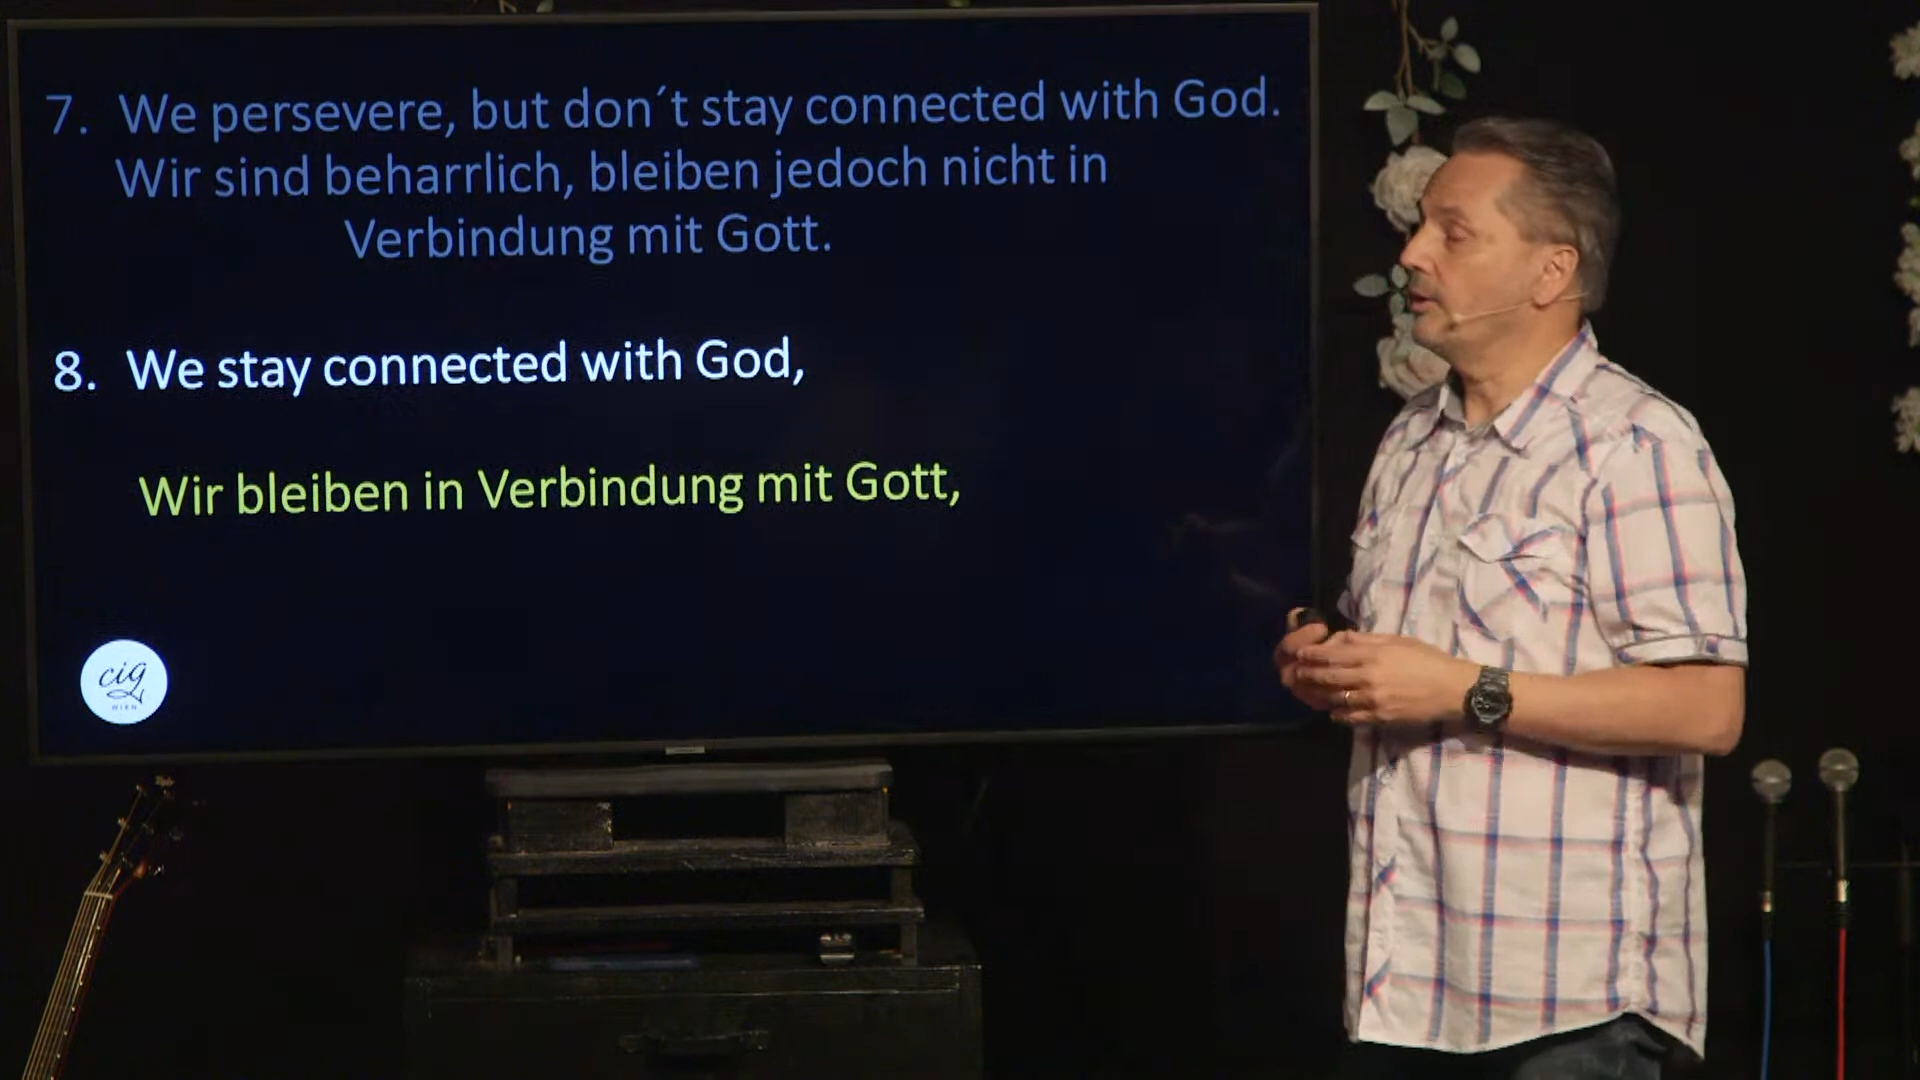 7. We persevere, but don´t stay connected with God.
Wir sind beharrlich, bleiben jedoch nicht in
Verbindung mit Gott.
8. We stay connected with God,
Wir bleiben in Verbindung mit Gott,
cig
WIEN